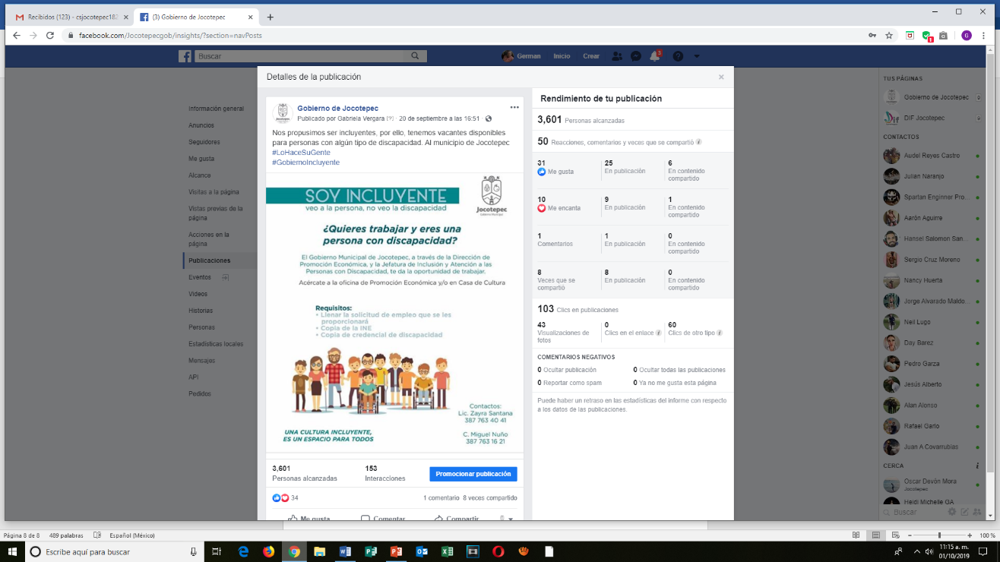 Recibidos (123) - csjocotepec182
(3) Gobierno de Jocotepec
facebook.com/Jocotepecgob/insights/?section=navPosts
G
1
Buscar
German
Inicio
Crear
3
Información general
Anuncios
Seguidores
Me gusta
Alcance
Visitas a la página
Vistas previas de la
página
Acciones en la
página
Publicaciones
Eventos
Videos
Historias
Personas
Estadísticas locales
Mensajes
API
Pedidos
Detalles de la publicación
Gobierno de Jocotepec
Publicado por Gabriela Vergara [?] · 20 de septiembre a las 16:51
Nos propusimos ser incluyentes, por ello, tenemos vacantes disponibles
para personas con algún tipo de discapacidad. Al municipio de Jocotepec
#LoHaceSuGente
#GobiernoIncluyente
SOY INCLUYENTE
veo a la persona, no veo la discapacidad
Jocotepec
Gobierno Municipal
¿Quieres trabajar y eres una
persona con discapacidad?
El Gobierno Municipal de Jocotepec, a través de la Dirección de
Promoción Económica, y la Jefatura de Inclusión y Atención a las
Personas con Discapacidad, te da la oportunidad de trabajar.
Acércate a la oficina de Promoción Económica y/o en Casa de Cultura
Requisitos:
• Llenar la solicitud de empleo que se les
proporcionará
• Copia de la INE
• Copia de credencial de discapacidad
Contactos:
Lic. Zayra Santana
387 763 40 41
C. Miguel Nuño
387 763 16 21
UNA CULTURA INCLUYENTE,
ES UN ESPACIO PARA TODOS
3,601
Personas alcanzadas
153
Interacciones
Promocionar publicación
34
1 comentario 8 veces compartido
Me gusta
Comentar
Compartir
Rendimiento de tu publicación
3,601 Personas alcanzadas
50 Reacciones, comentarios y veces que se compartió
31
Me gusta
25
En publicación
6
En contenido
compartido
10
Me encanta
9
En publicación
1
En contenido
compartido
1
Comentarios
1
En publicación
0
En contenido
compartido
8
Veces que se
compartió
8
En publicación
0
En contenido
compartido
103 Clics en publicaciones
43
Visualizaciones de
fotos
0
Clics en el enlace
60
Clics de otro tipo
COMENTARIOS NEGATIVOS
0 Ocultar publicación
0 Ocultar todas las publicaciones
0 Reportar como spam
0 Ya no me gusta esta página
Puede haber un retraso en las estadísticas del informe con respecto
a los datos de las publicaciones.
TUS PÁGINAS
Gobierno de Jocotepec
DIF Jocotepec
CONTACTOS
Audel Reyes Castro
Julian Naranjo
Spartan Enginner Pro...
Aarón Aguirre
Hansel Salomon San...
Sergio Cruz Moreno
Nancy Huerta
Jorge Alvarado Maldo...
Neil Lugo
Day Barez
Pedro Garza
Jesús Alberto
Alan Alonso
Rafael Garlo
Juan A Covarrubias
CERCA
Oscar Devón Mora
Jocotepec
Heidi Michelle GA
Buscar
Página 8 de 8
489 palabras
Español (México)
100 %
Escribe aquí para buscar
11:15 a. m.
01/10/2019